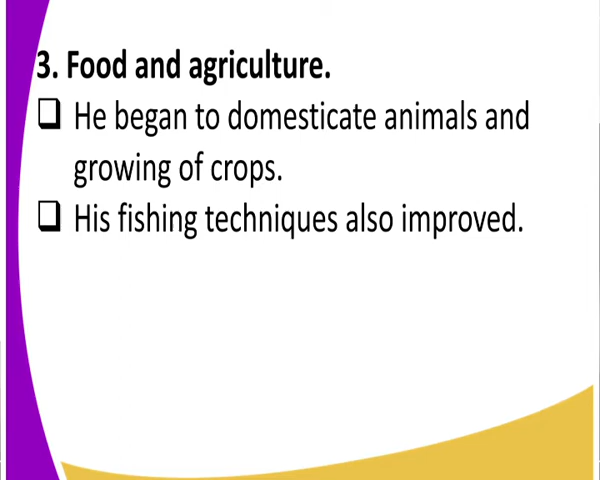 3. Food and agriculture.
❑ He began to domesticate animals and
growing of crops.
❑ His fishing techniques also improved.